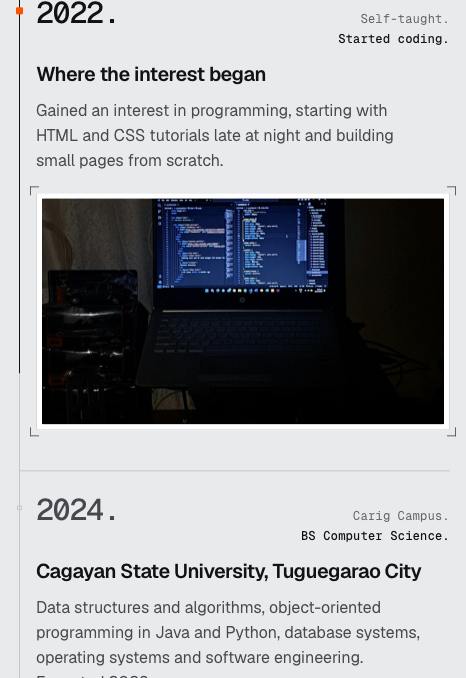 2022.
Self-taught.
Started coding.
Where the interest began
Gained an interest in programming, starting with
HTML and CSS tutorials late at night and building
small pages from scratch.
2024.
Carig Campus.
BS Computer Science.
Cagayan State University, Tuguegarao City
Data structures and algorithms, object-oriented
programming in Java and Python, database systems,
operating systems and software engineering.